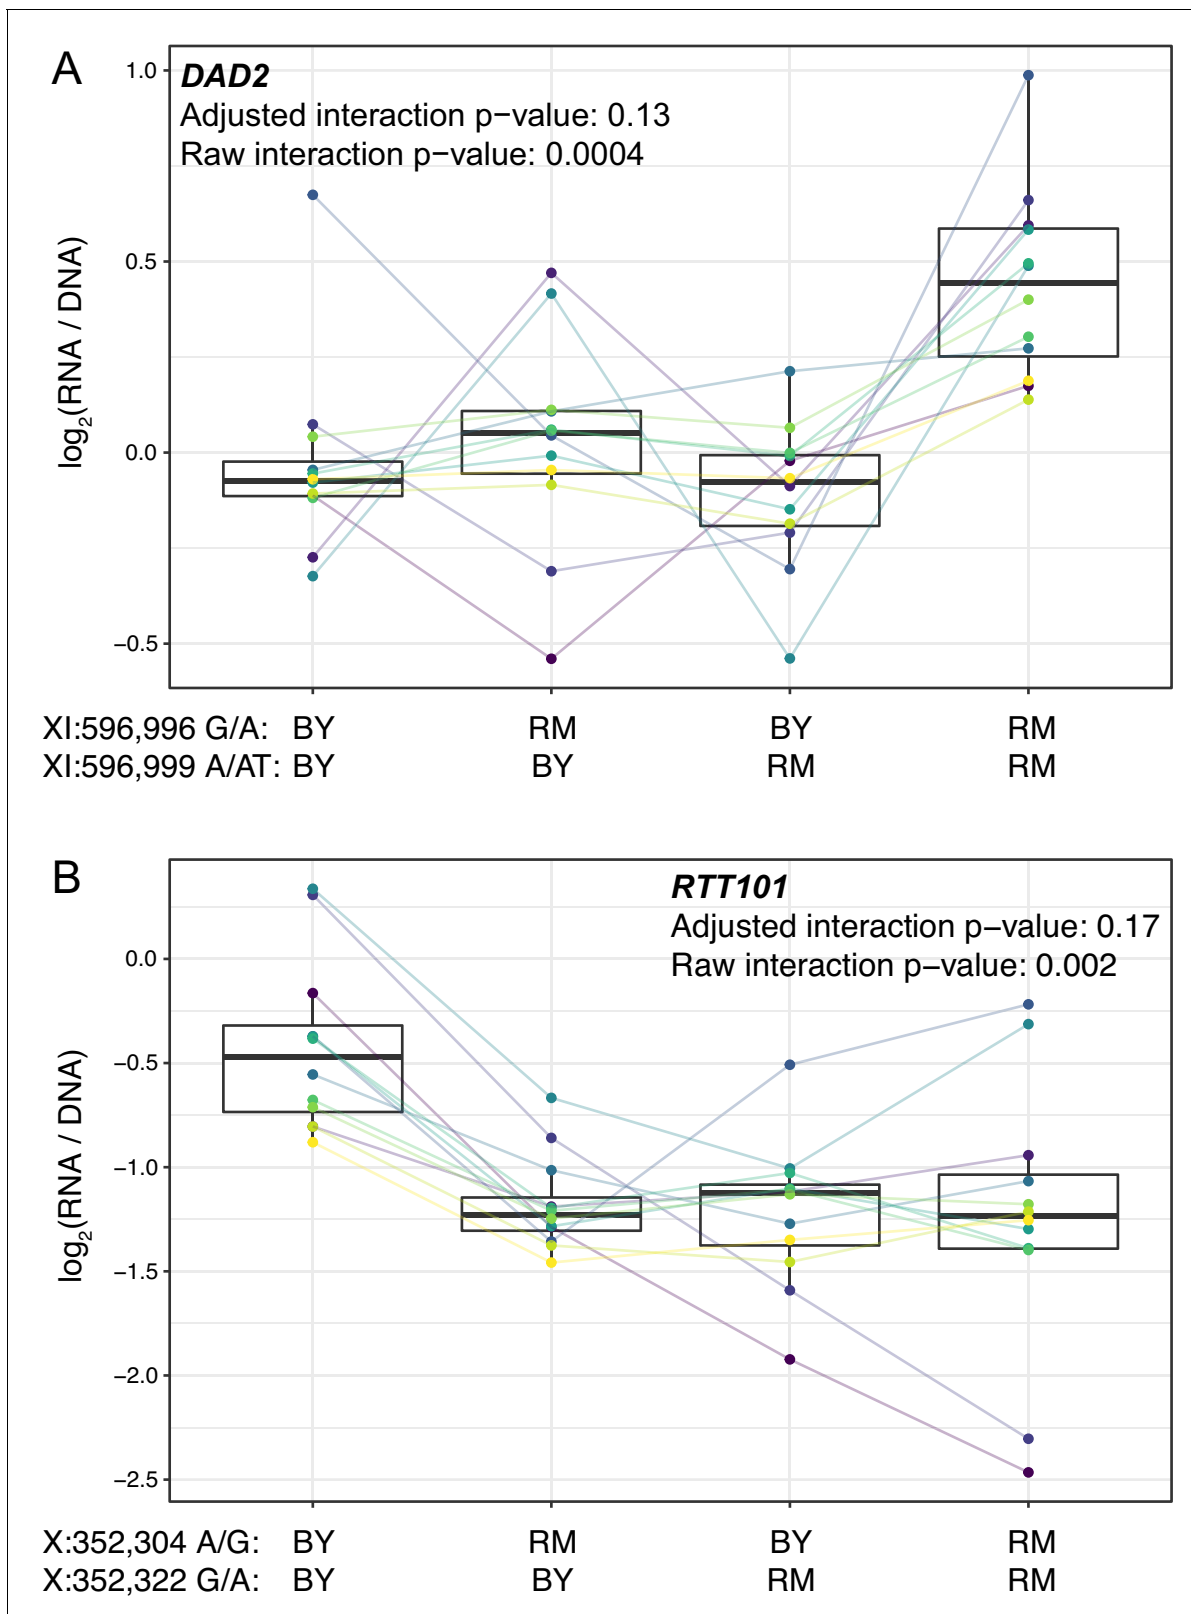 A
DAD2
Adjusted interaction p−value: 0.13
Raw interaction p−value: 0.0004
log2(RNA / DNA)
1.0
0.5
0.0
−0.5
XI:596,996 G/A: BY RM BY RM
XI:596,999 A/AT: BY BY RM RM
B
RTT101
Adjusted interaction p−value: 0.17
Raw interaction p−value: 0.002
log2(RNA / DNA)
0.0
−0.5
−1.0
−1.5
−2.0
−2.5
X:352,304 A/G: BY RM BY RM
X:352,322 G/A: BY BY RM RM